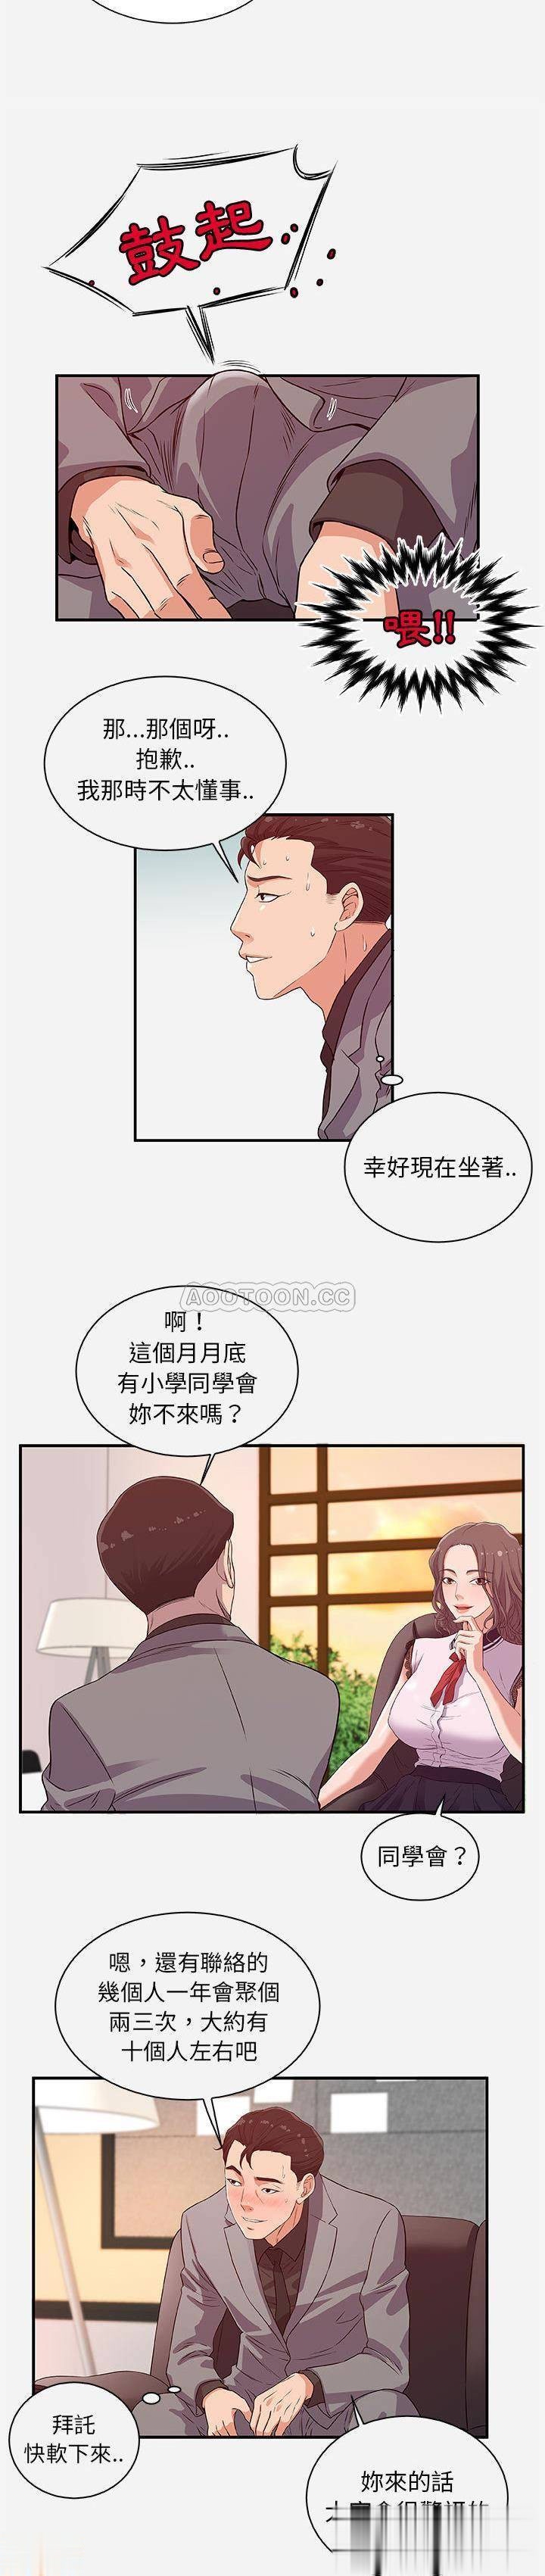 鼓起
喂!!
那...那個呀..
抱歉..
我那時不太懂事..
幸好現在坐著..
AOOTOON.CC
啊！
這個月月底
有小學同學會
妳不來嗎？
同學會？
嗯，還有聯絡的
幾個人一年會聚個
兩三次，大約有
十個人左右吧
拜託
快軟下來..
妳來的話